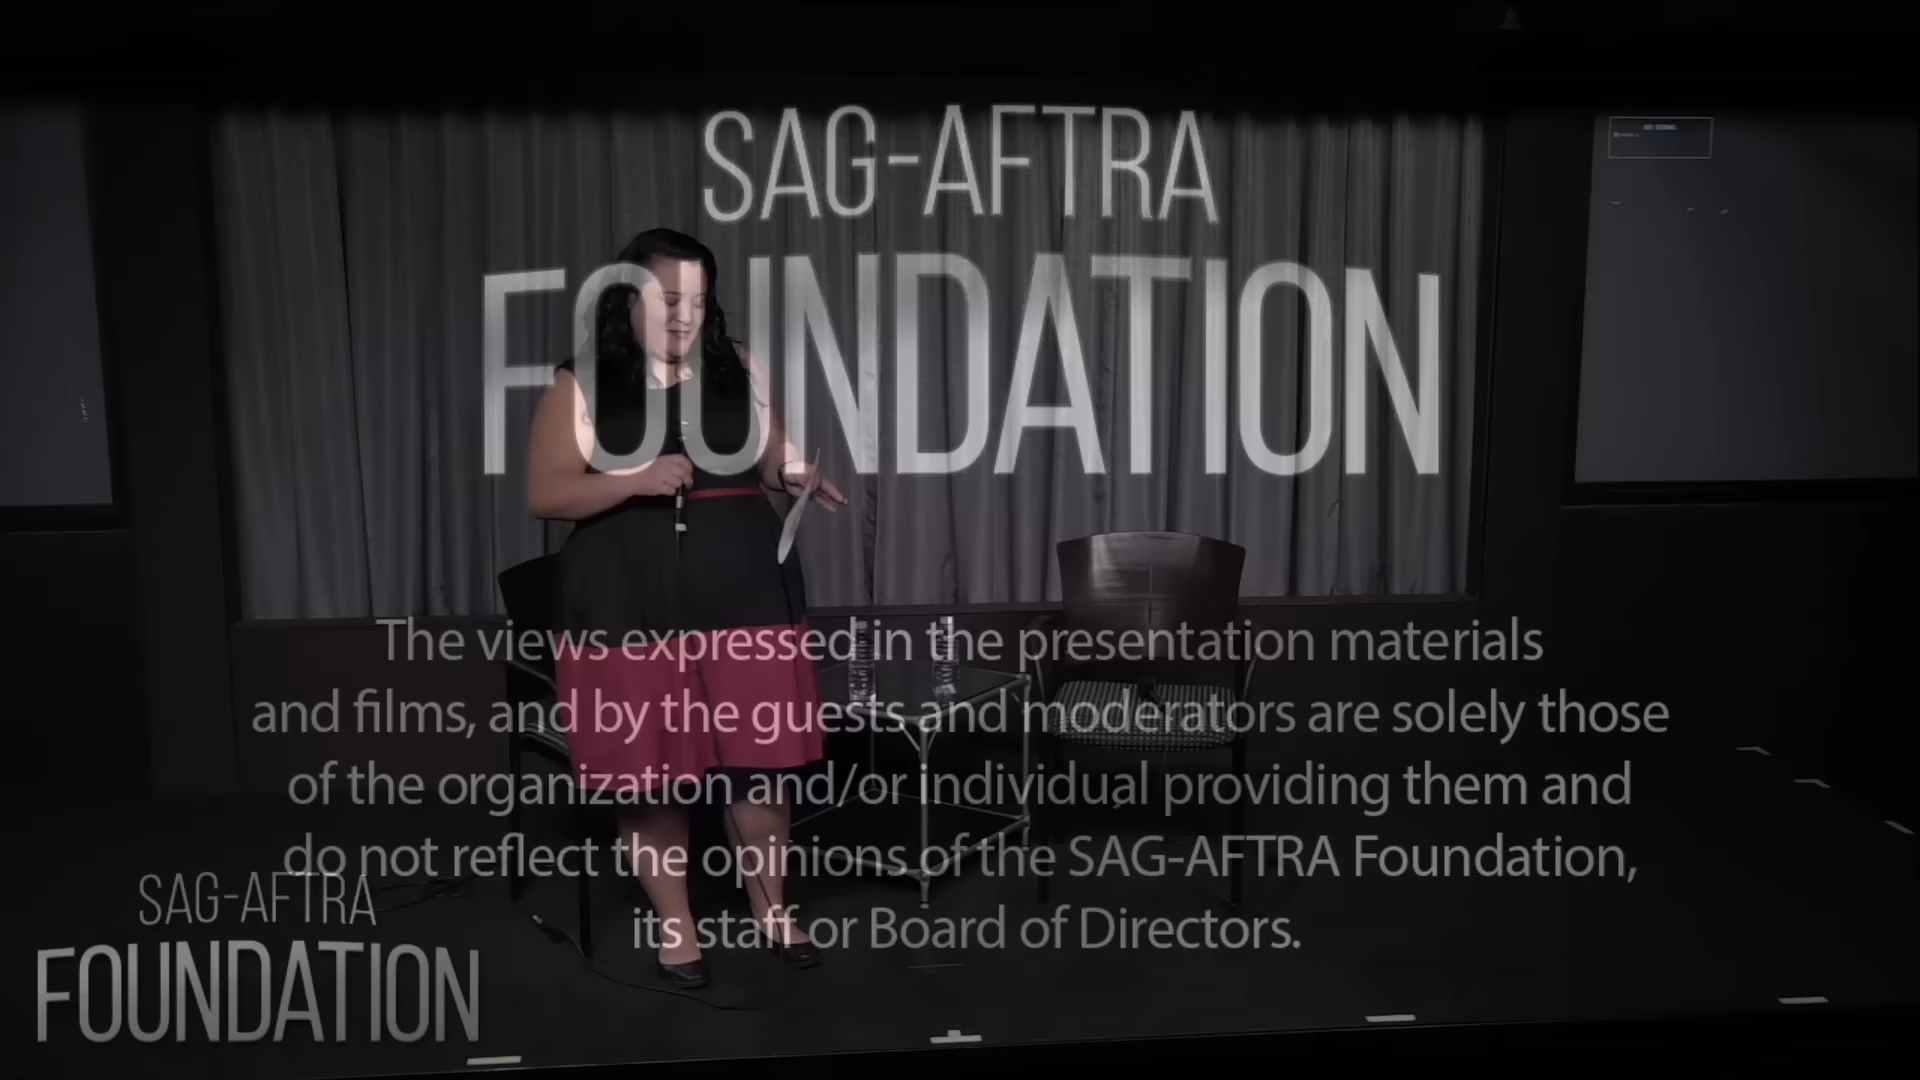 SAG-AFTRA
FOUNDATION
The views expressed in the presentation materials
and films, and by the guests and moderators are solely those
of the organization and/or individual providing them and
do not reflect the opinions of the SAG-AFTRA Foundation,
its staff or Board of Directors.
SAG-AFTRA
FOUNDATION